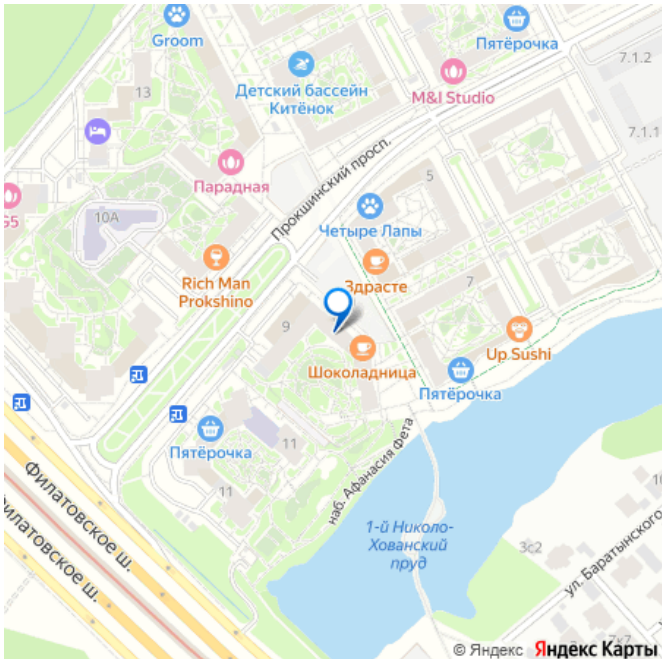 Groom
Пятёрочка
7.1.2
Детский бассейн
Китёнок
M&I Studio
13
7.1.1
Прокшинский просп.
Парадная
5
G5
10А
Четыре Лапы
Rich Man
Prokshino
Здрасте
7
9
Up Sushi
Шоколадница
Пятёрочка
Пятёрочка
11
наб. Афанасия Фета
11
Филатовское ш.
Филатовское ш.
1-й Николо-
Хованский
пруд
3с2
ул. Баратынского
7к7
© Яндекс Яндекс Карты